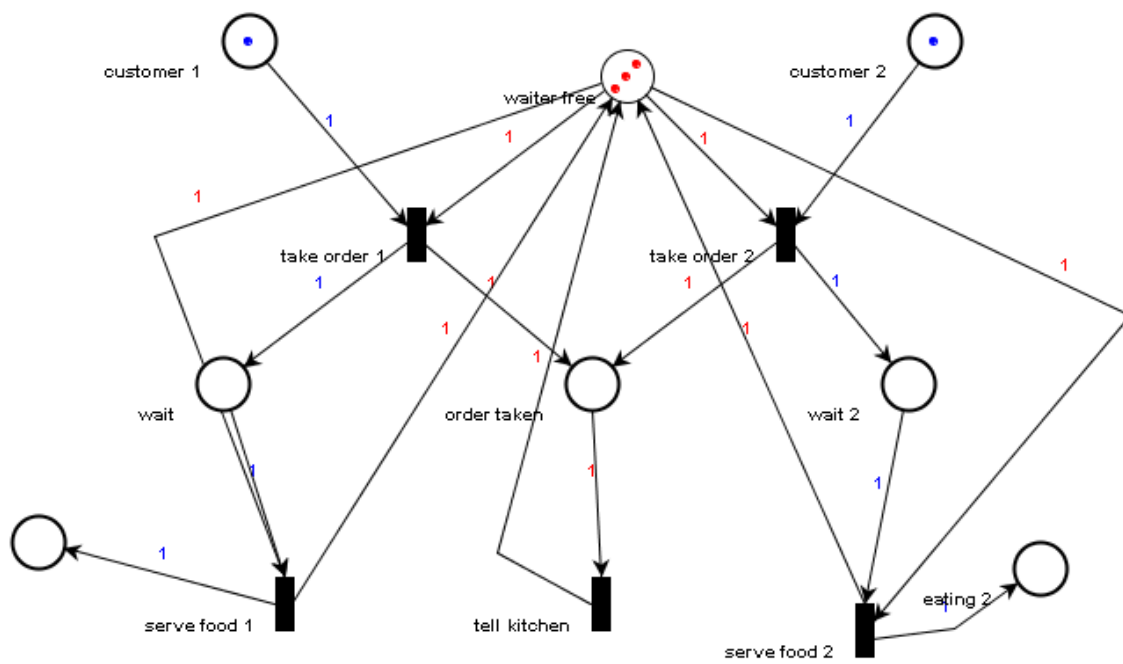 customer 1
customer 2
waiter free
1
1
1
1
1
take order 1
take order 2
1
1
1
1
1
1
1
1
1
wait
order taken
wait 2
1
1
1
1
eating 2
1
serve food 1
tell kitchen
serve food 2